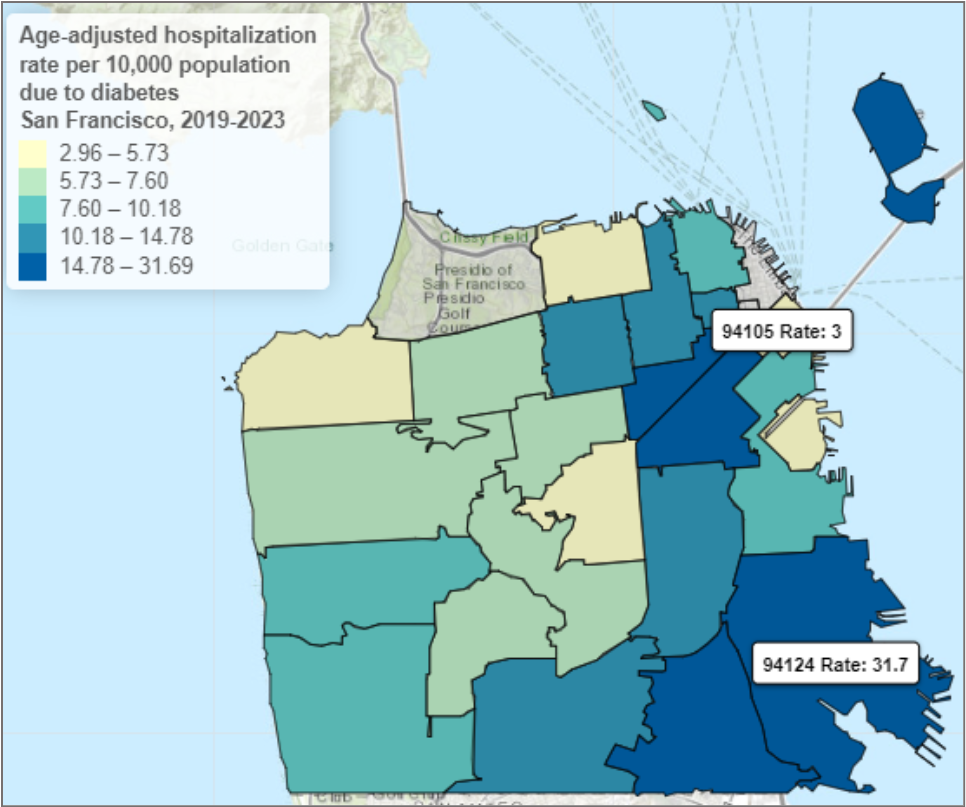 Age-adjusted hospitalization
rate per 10,000 population
due to diabetes
San Francisco, 2019-2023
2.96 – 5.73
5.73 – 7.60
7.60 – 10.18
10.18 – 14.78
14.78 – 31.69
Golden Gate
Crissy Field
Presidio of
San Francisco
Presidio
Golf
Course
94105 Rate: 3
94124 Rate: 31.7